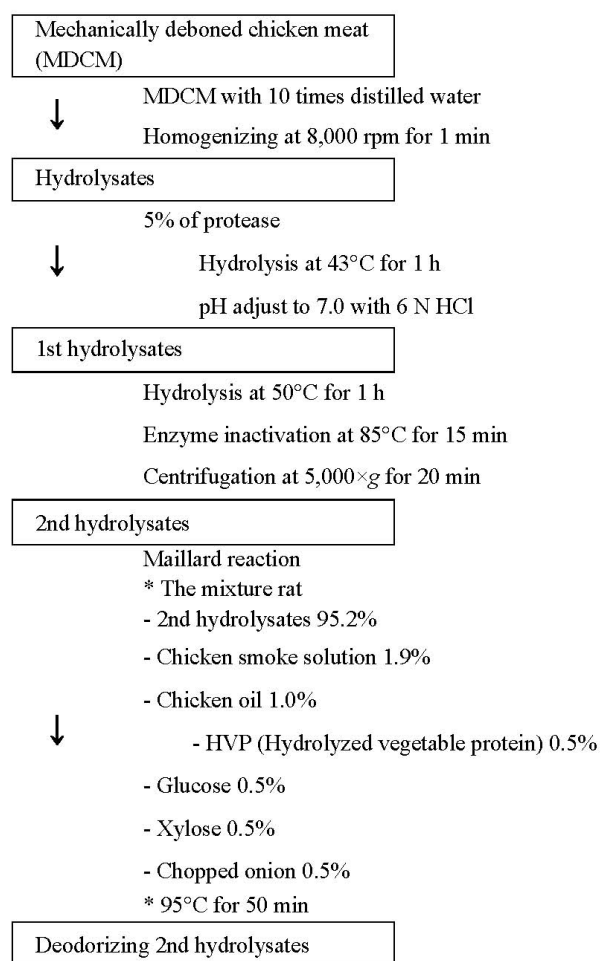 Mechanically deboned chicken meat
(MDCM)
MDCM with 10 times distilled water
Homogenizing at 8,000 rpm for 1 min
Hydrolysates
5% of protease
Hydrolysis at 43°C for 1 h
pH adjust to 7.0 with 6 N HCl
1st hydrolysates
Hydrolysis at 50°C for 1 h
Enzyme inactivation at 85°C for 15 min
Centrifugation at 5,000×g for 20 min
2nd hydrolysates
Maillard reaction
* The mixture rat
- 2nd hydrolysates 95.2%
- Chicken smoke solution 1.9%
- Chicken oil 1.0%
- HVP (Hydrolyzed vegetable protein) 0.5%
- Glucose 0.5%
- Xylose 0.5%
- Chopped onion 0.5%
* 95°C for 50 min
Deodorizing 2nd hydrolysates